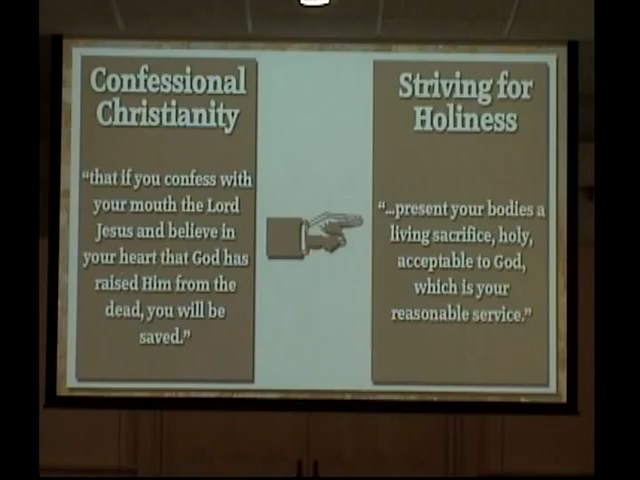 Confessional
Christianity
“that if you confess with
your mouth the Lord
Jesus and believe in
your heart that God has
raised Him from the
dead, you will be
saved.”
Striving for
Holiness
“...present your bodies a
living sacrifice, holy,
acceptable to God,
which is your
reasonable service.”